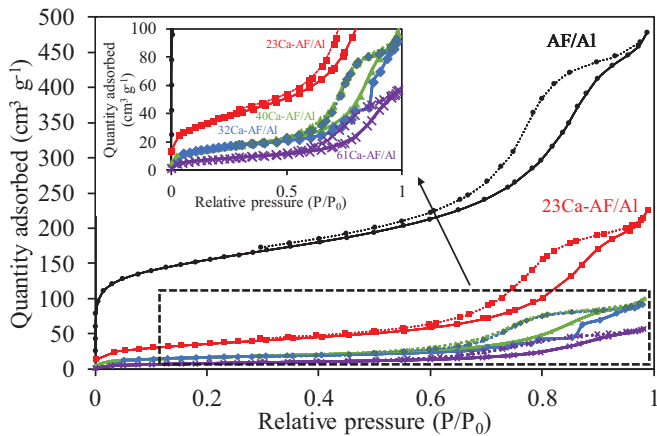 Quantity adsorbed (cm³ g⁻¹)
500
450
400
350
300
250
200
150
100
50
0
0
0.2
0.4
0.6
0.8
1
Relative pressure (P/P₀)
AF/Al
23Ca-AF/Al
Quantity adsorbed
(cm³ g⁻¹)
100
80
60
40
20
0
0
0.5
1
Relative pressure (P/P₀)
23Ca-AF/Al
40Ca-AF/Al
32Ca-AF/Al
61Ca-AF/Al